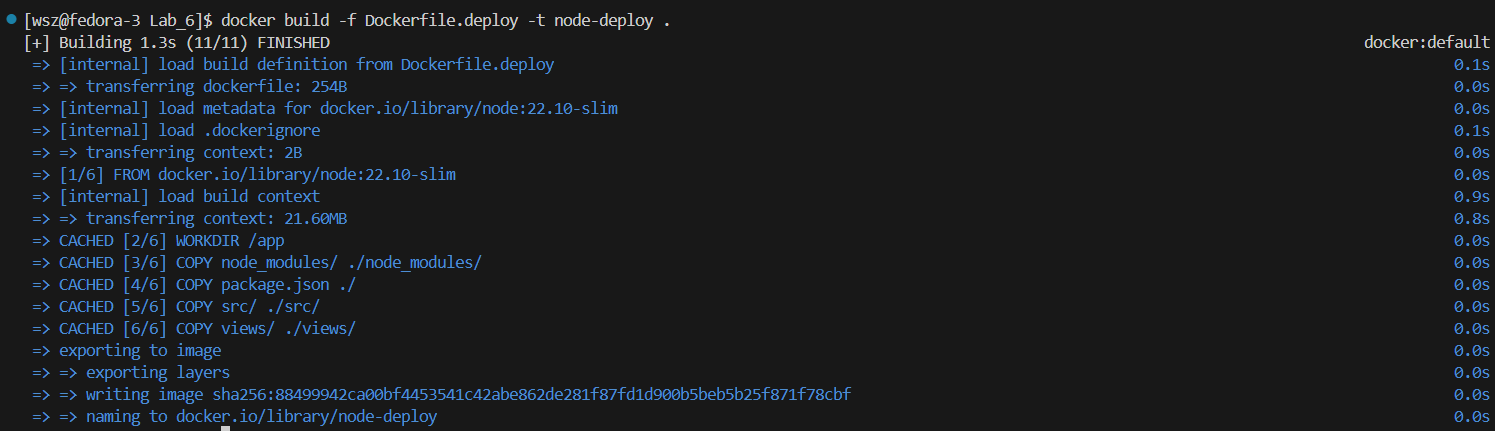 [wsz@fedora-3 Lab_6]$ docker build -f Dockerfile.deploy -t node-deploy .
[+] Building 1.3s (11/11) FINISHED docker:default
=> [internal] load build definition from Dockerfile.deploy 0.1s
=> => transferring dockerfile: 254B 0.0s
=> [internal] load metadata for docker.io/library/node:22.10-slim 0.0s
=> [internal] load .dockerignore 0.1s
=> => transferring context: 2B 0.0s
=> [1/6] FROM docker.io/library/node:22.10-slim 0.0s
=> [internal] load build context 0.9s
=> => transferring context: 21.60MB 0.8s
=> CACHED [2/6] WORKDIR /app 0.0s
=> CACHED [3/6] COPY node_modules/ ./node_modules/ 0.0s
=> CACHED [4/6] COPY package.json ./ 0.0s
=> CACHED [5/6] COPY src/ ./src/ 0.0s
=> CACHED [6/6] COPY views/ ./views/ 0.0s
=> exporting to image 0.0s
=> => exporting layers 0.0s
=> => writing image sha256:88499942ca00bf4453541c42abe862de281f87fd1d900b5beb5b25f871f78cbf 0.0s
=> => naming to docker.io/library/node-deploy 0.0s